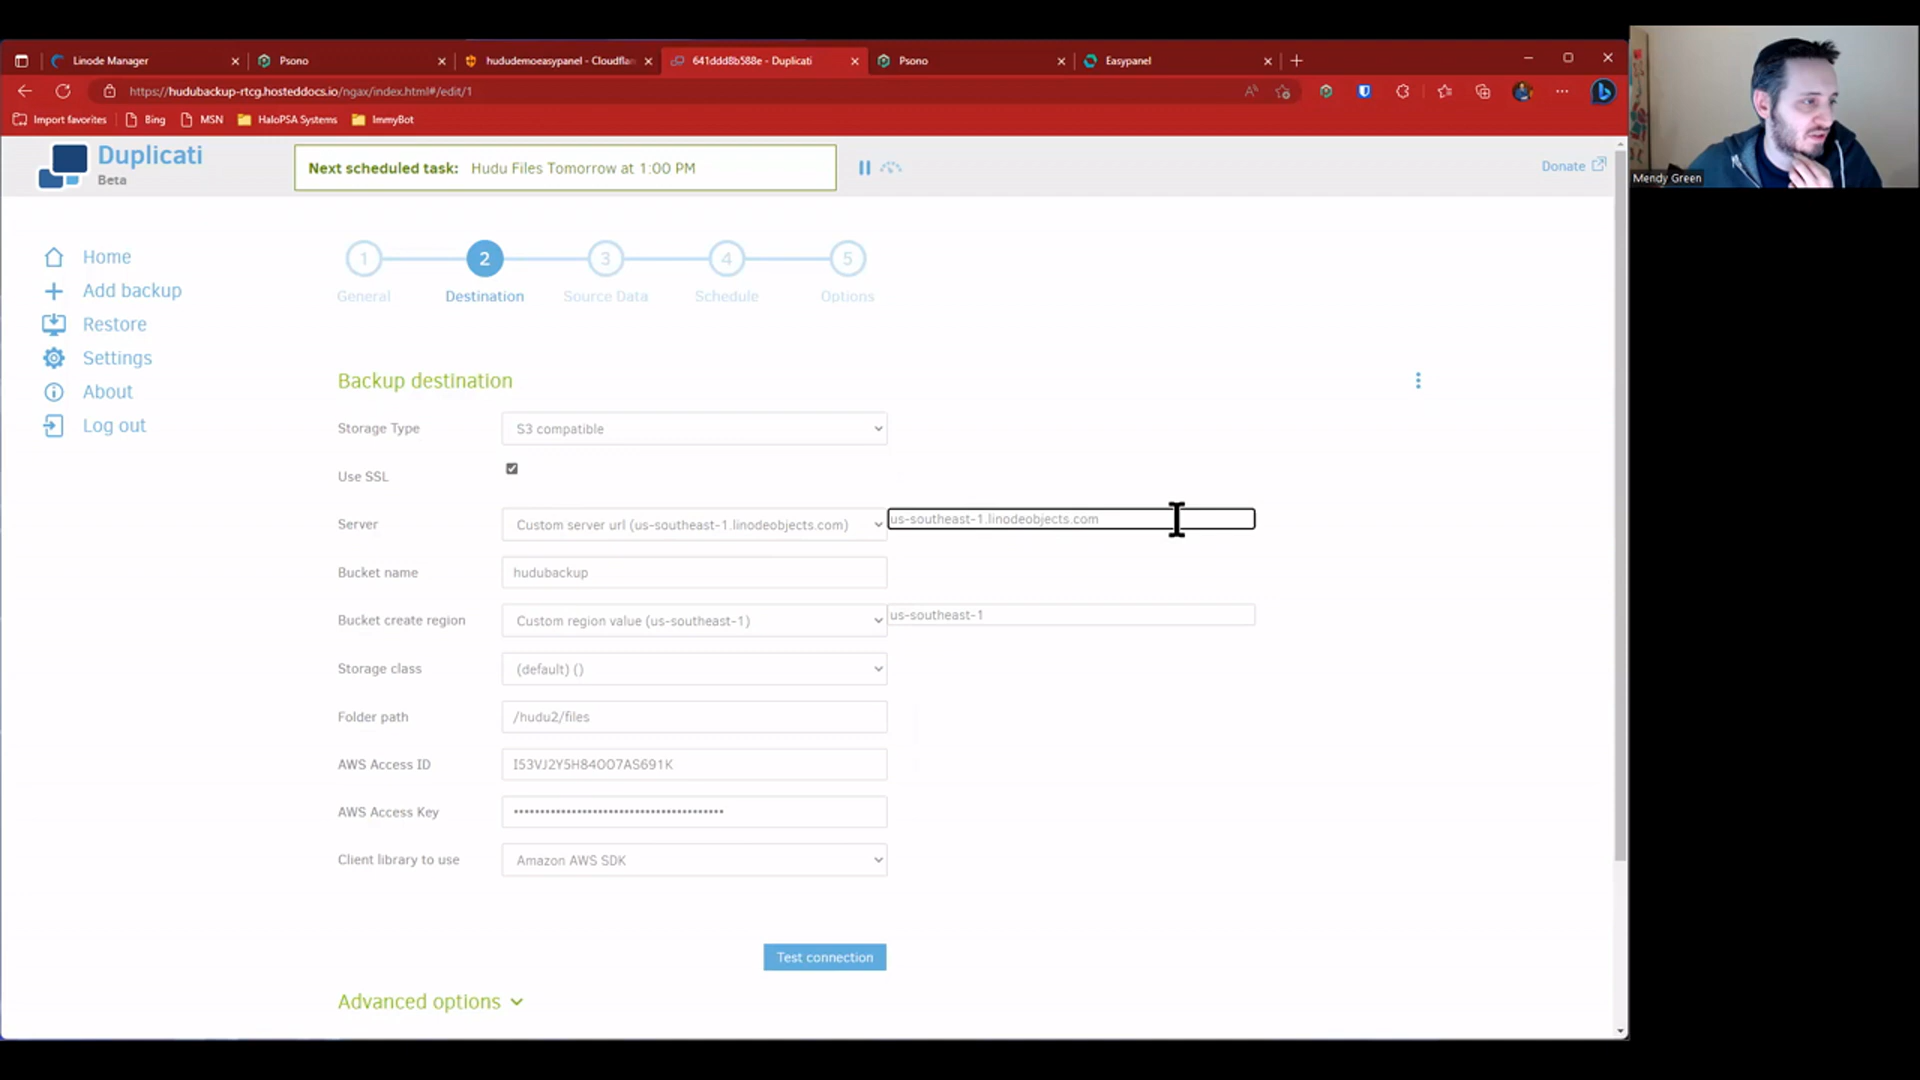 Linode Manager
Psono
hududemoeasypanel - Cloudflar
641ddd8b588e - Duplicati
Psono
Easypanel
https://hudubackup-rtcg.hosteddocs.io/ngax/index.html#/edit/1
Import favorites
Bing
MSN
HaloPSA Systems
ImmyBot
Mendy Green
Duplicati
Beta
Next scheduled task: Hudu Files Tomorrow at 1:00 PM
Donate
Home
Add backup
Restore
Settings
About
Log out
1
2
3
4
5
General
Destination
Source Data
Schedule
Options
Backup destination
Storage Type
S3 compatible
Use SSL
Server
Custom server url (us-southeast-1.linodeobjects.com)
us-southeast-1.linodeobjects.com
Bucket name
hudubackup
Bucket create region
Custom region value (us-southeast-1)
us-southeast-1
Storage class
(default) ()
Folder path
/hudu2/files
AWS Access ID
I53VJ2Y5H84OO7AS691K
AWS Access Key
Client library to use
Amazon AWS SDK
Test connection
Advanced options